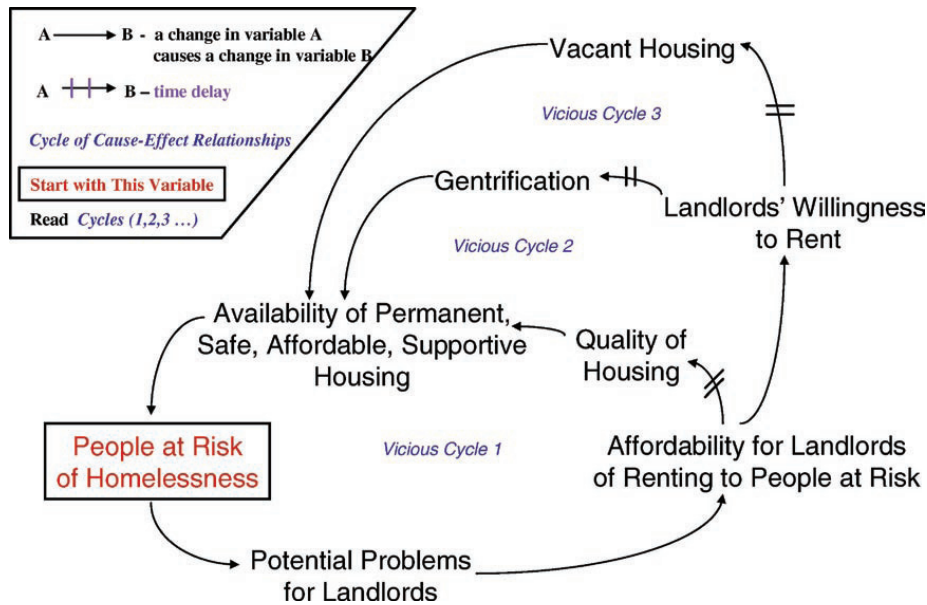 A B - a change in variable A
causes a change in variable B
A B – time delay
Cycle of Cause-Effect Relationships
Start with This Variable
Read Cycles (1,2,3 ...)
Vacant Housing
Vicious Cycle 3
Gentrification
Landlords' Willingness
to Rent
Vicious Cycle 2
Availability of Permanent,
Safe, Affordable, Supportive
Housing
Quality of
Housing
People at Risk
of Homelessness
Vicious Cycle 1
Affordability for Landlords
of Renting to People at Risk
Potential Problems
for Landlords